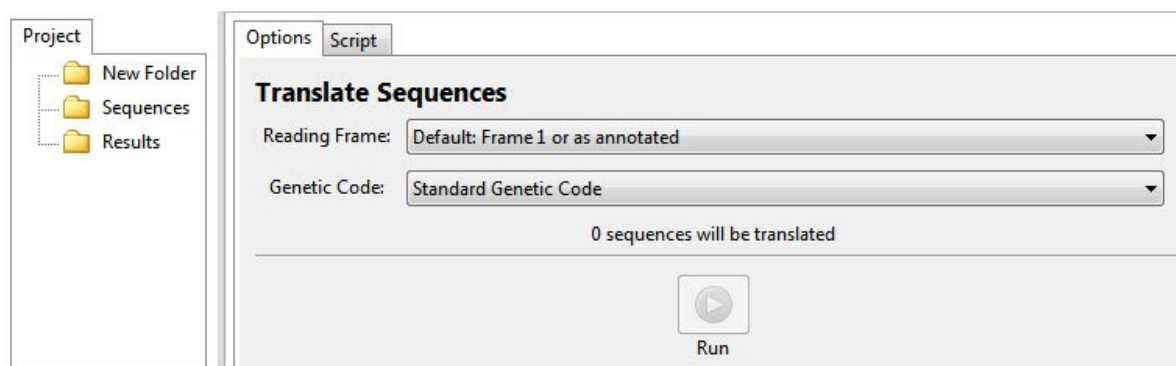 Project
New Folder
Sequences
Results
Options Script
Translate Sequences
Reading Frame: Default: Frame 1 or as annotated
Genetic Code: Standard Genetic Code
0 sequences will be translated
Run